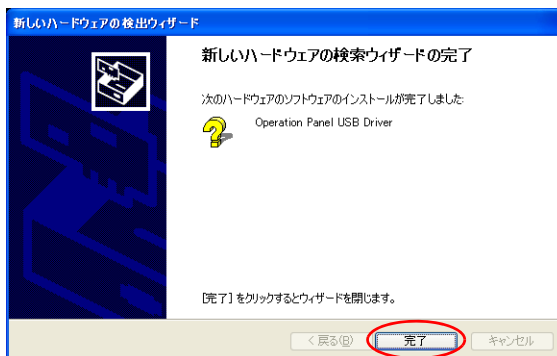 新しいハードウェアの検出ウィザード
新しいハードウェアの検索ウィザードの完了
次のハードウェアのソフトウェアのインストールが完了しました:
Operation Panel USB Driver
[完了] をクリックするとウィザードを閉じます。
< 戻る(B) 完了 キャンセル